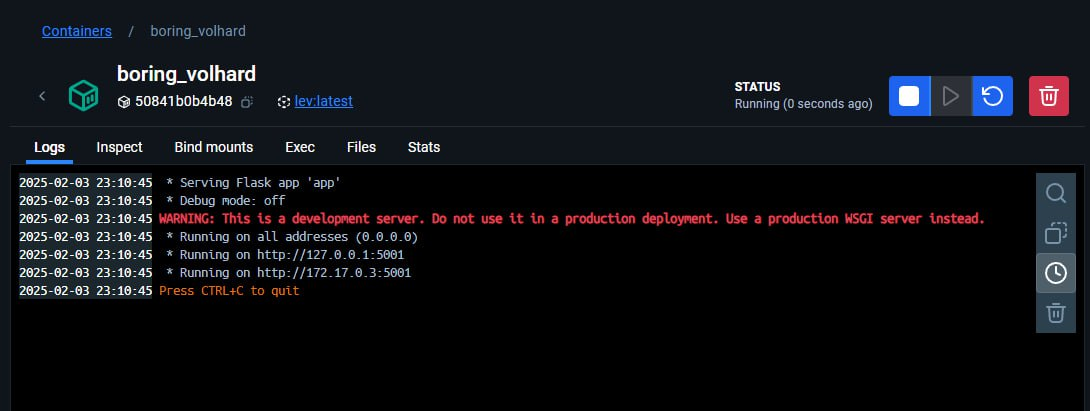 Containers / boring_volhard
boring_volhard
50841b0b4b48 lev:latest
STATUS
Running (0 seconds ago)
Logs Inspect Bind mounts Exec Files Stats
2025-02-03 23:10:45 * Serving Flask app 'app'
2025-02-03 23:10:45 * Debug mode: off
2025-02-03 23:10:45 WARNING: This is a development server. Do not use it in a production deployment. Use a production WSGI server instead.
2025-02-03 23:10:45 * Running on all addresses (0.0.0.0)
2025-02-03 23:10:45 * Running on http://127.0.0.1:5001
2025-02-03 23:10:45 * Running on http://172.17.0.3:5001
2025-02-03 23:10:45 Press CTRL+C to quit